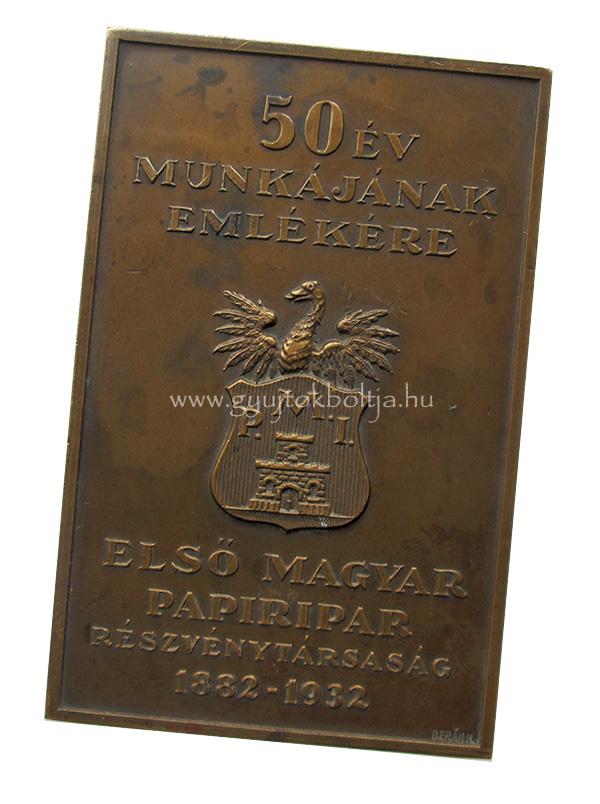 50 ÉV
MUNKÁJÁNAK
EMLÉKÉRE
www.gyujtokboltja.hu
P. M. I.
ELSŐ MAGYAR
PAPIRIPAR
RÉSZVÉNYTÁRSASÁG
1882-1932
BERÁN N.